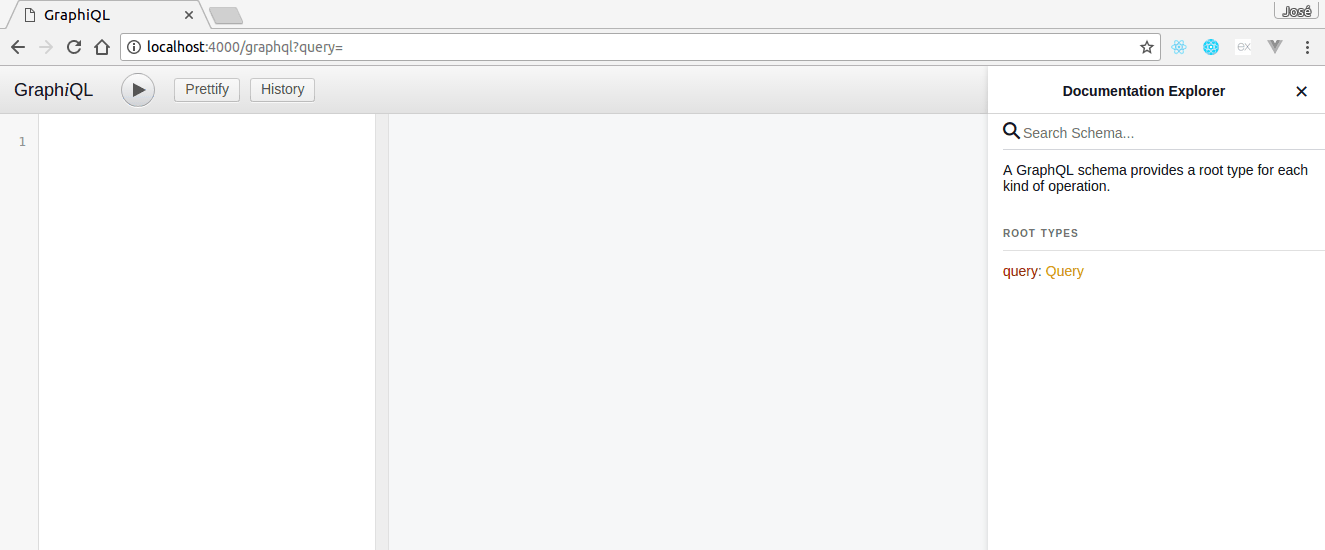 GraphiQL
José
localhost:4000/graphql?query=
ex
GraphiQL
Prettify
History
Documentation Explorer
1
Search Schema...
A GraphQL schema provides a root type for each
kind of operation.
ROOT TYPES
query: Query